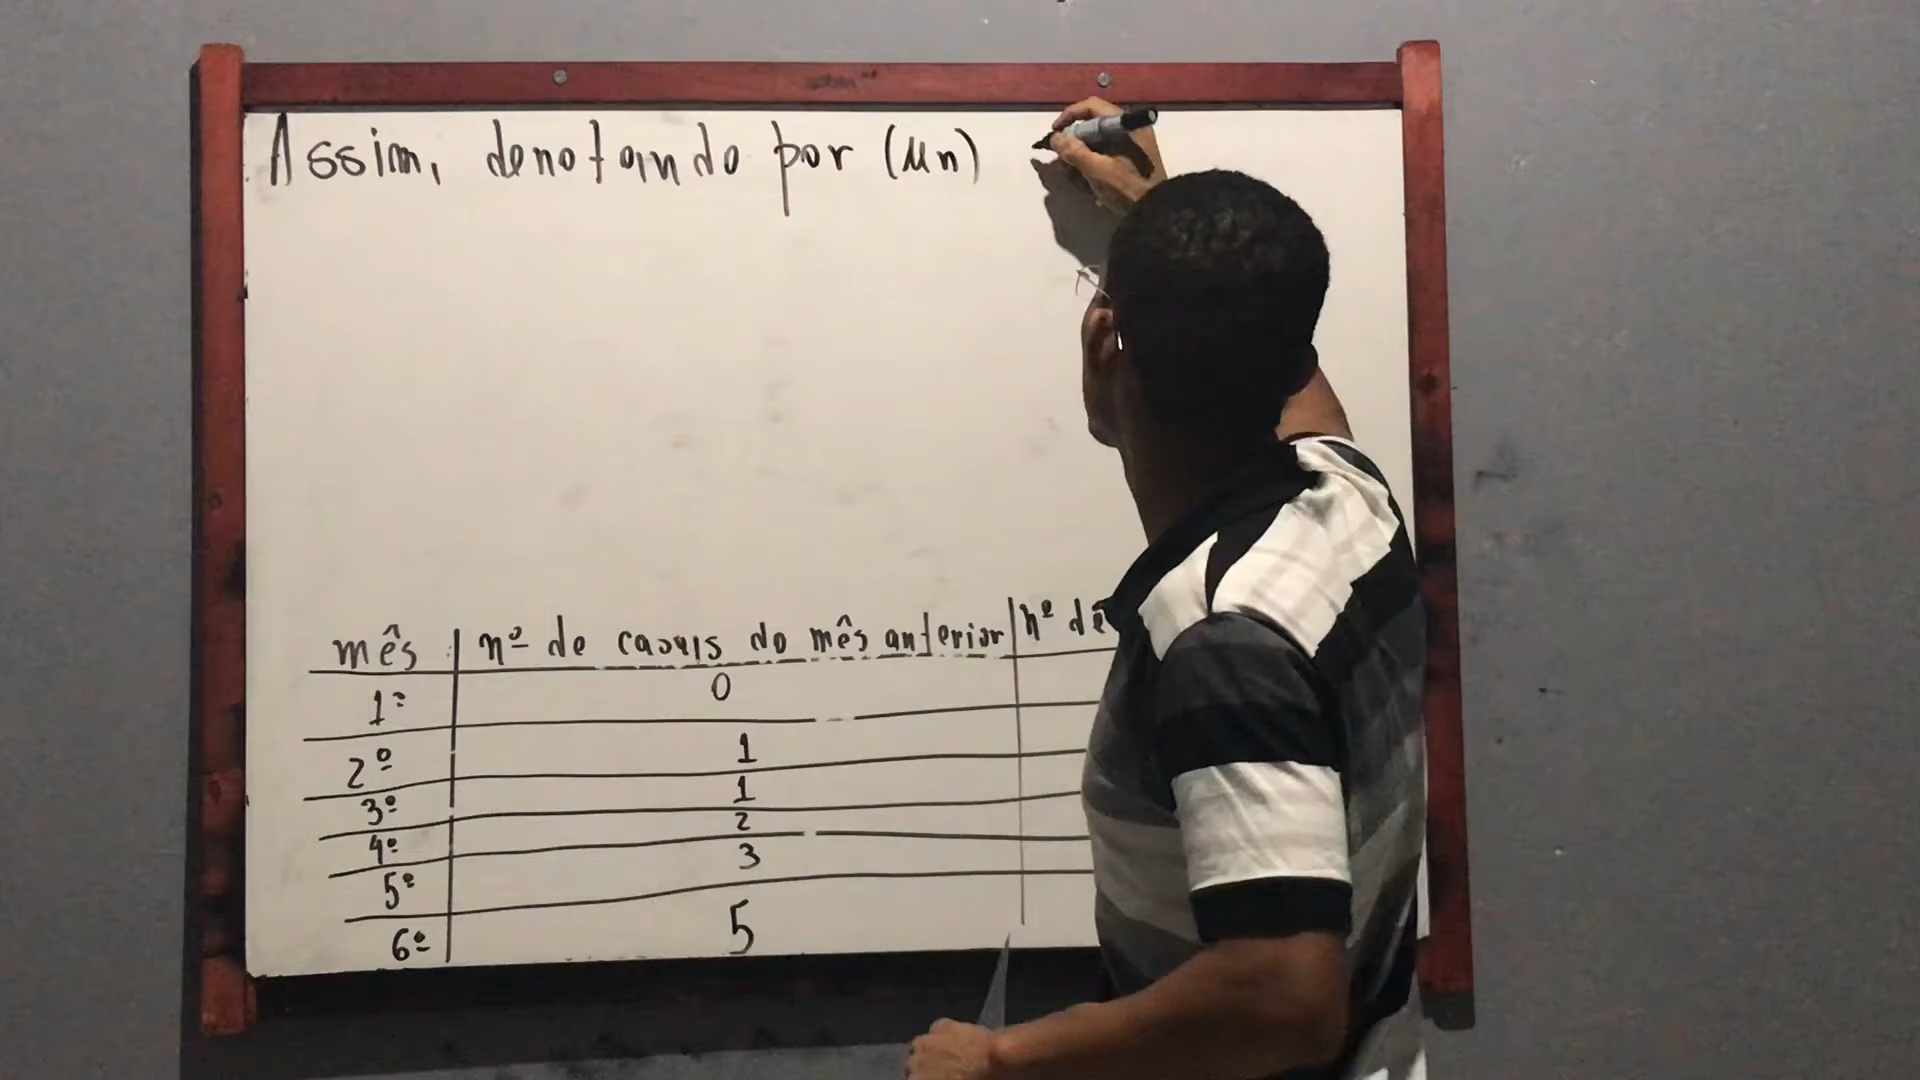 Assim, denotando por (un)
mês nº de casais do mês anterior nº de
1º 0
2º 1
3º 1
4º 2
5º 3
6º 5